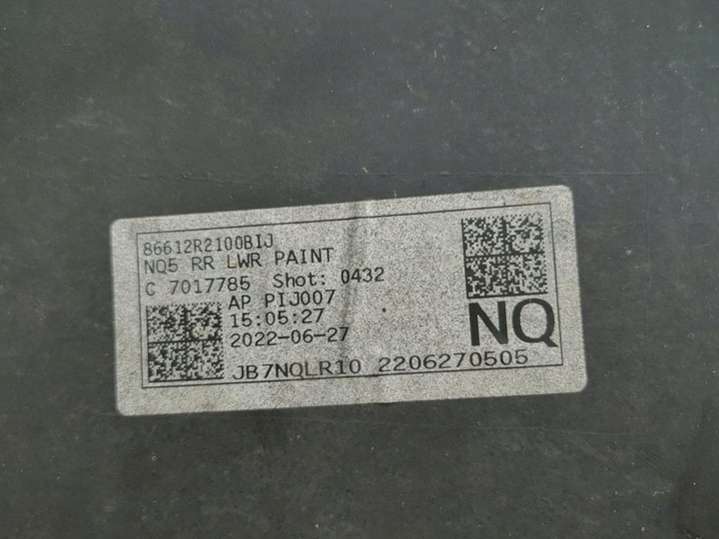 86612R2100BIJ
NQ5 RR LWR PAINT
C 7017785 Shot: 0432
AP PIJ007
15:05:27
2022-06-27
NQ
JB7NQLR10 2206270505